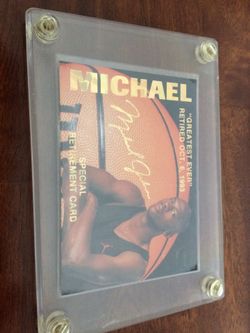 MICHAEL
"GREATEST EVER"
RETIRED OCT. 6, 1993
SPECIAL
RETIREMENT CARD